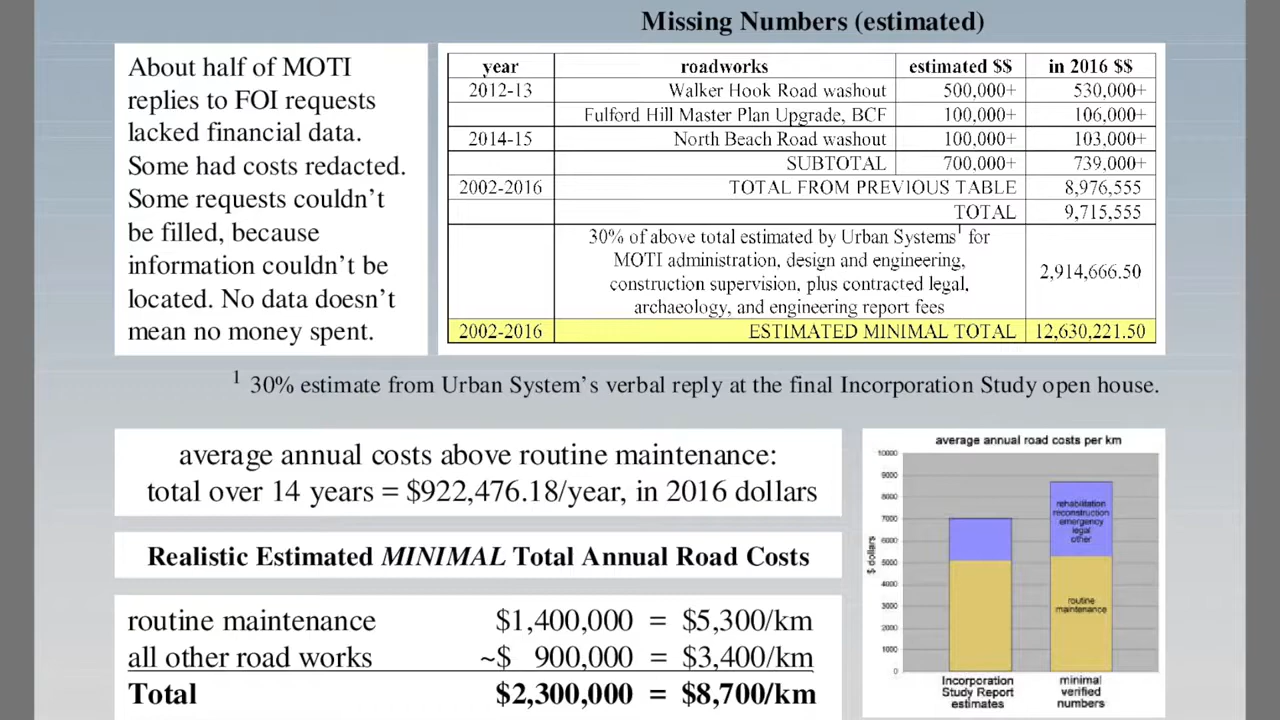 Missing Numbers (estimated)
About half of MOTI
replies to FOI requests
lacked financial data.
Some had costs redacted.
Some requests couldn't
be filled, because
information couldn't be
located. No data doesn't
mean no money spent.
year roadworks estimated $$ in 2016 $$
2012-13 Walker Hook Road washout 500,000+ 530,000+
Fulford Hill Master Plan Upgrade, BCF 100,000+ 106,000+
2014-15 North Beach Road washout 100,000+ 103,000+
SUBTOTAL 700,000+ 739,000+
2002-2016 TOTAL FROM PREVIOUS TABLE 8,976,555
TOTAL 9,715,555
30% of above total estimated by Urban Systems1 for
MOTI administration, design and engineering,
construction supervision, plus contracted legal,
archaeology, and engineering report fees
2,914,666.50
2002-2016 ESTIMATED MINIMAL TOTAL 12,630,221.50
1 30% estimate from Urban System's verbal reply at the final Incorporation Study open house.
average annual costs above routine maintenance:
total over 14 years = $922,476.18/year, in 2016 dollars
Realistic Estimated MINIMAL Total Annual Road Costs
routine maintenance $1,400,000 = $5,300/km
all other road works ~$ 900,000 = $3,400/km
Total $2,300,000 = $8,700/km
average annual road costs per km
10000
9000
8000
7000
6000
5000
4000
3000
2000
1000
0
$ dollars
rehabilitation
reconstruction
emergency
legal
other
routine
maintenance
Incorporation
Study Report
estimates
minimal
verified
numbers